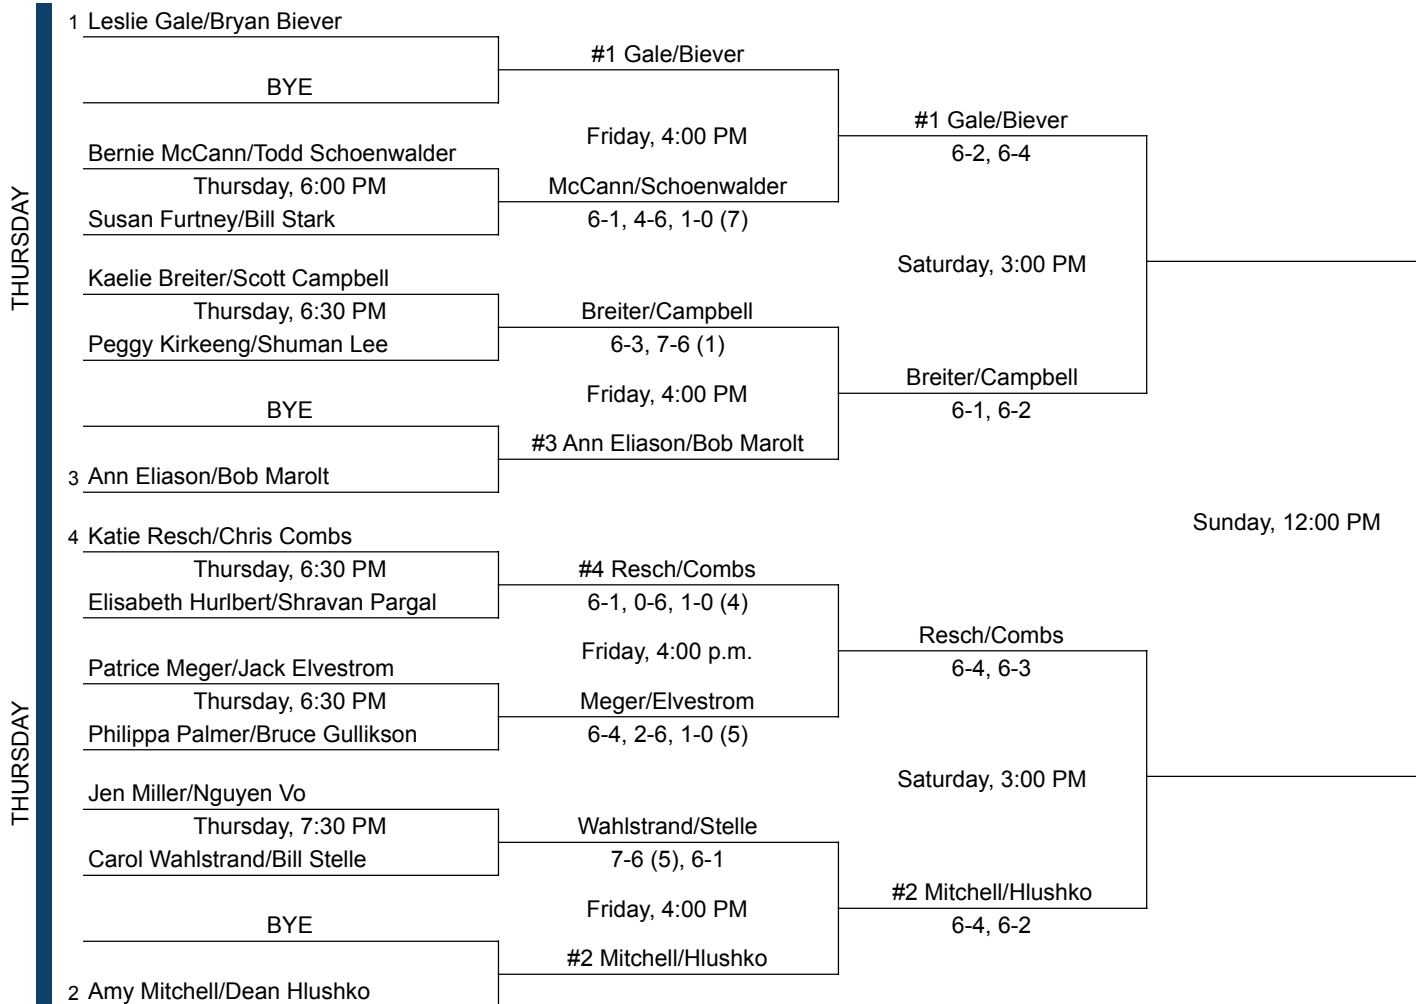 THURSDAY
THURSDAY
1 Leslie Gale/Bryan Biever
BYE
Bernie McCann/Todd Schoenwalder
Thursday, 6:00 PM
Susan Furtney/Bill Stark
Kaelie Breiter/Scott Campbell
Thursday, 6:30 PM
Peggy Kirkeeng/Shuman Lee
BYE
3 Ann Eliason/Bob Marolt
4 Katie Resch/Chris Combs
Thursday, 6:30 PM
Elisabeth Hurlbert/Shravan Pargal
Patrice Meger/Jack Elvestrom
Thursday, 6:30 PM
Philippa Palmer/Bruce Gullikson
Jen Miller/Nguyen Vo
Thursday, 7:30 PM
Carol Wahlstrand/Bill Stelle
BYE
2 Amy Mitchell/Dean Hlushko
#1 Gale/Biever
Friday, 4:00 PM
McCann/Schoenwalder
6-1, 4-6, 1-0 (7)
Breiter/Campbell
6-3, 7-6 (1)
Friday, 4:00 PM
#3 Ann Eliason/Bob Marolt
#4 Resch/Combs
6-1, 0-6, 1-0 (4)
Friday, 4:00 p.m.
Meger/Elvestrom
6-4, 2-6, 1-0 (5)
Wahlstrand/Stelle
7-6 (5), 6-1
Friday, 4:00 PM
#2 Mitchell/Hlushko
#1 Gale/Biever
6-2, 6-4
Saturday, 3:00 PM
Breiter/Campbell
6-1, 6-2
Resch/Combs
6-4, 6-3
Saturday, 3:00 PM
#2 Mitchell/Hlushko
6-4, 6-2
Sunday, 12:00 PM